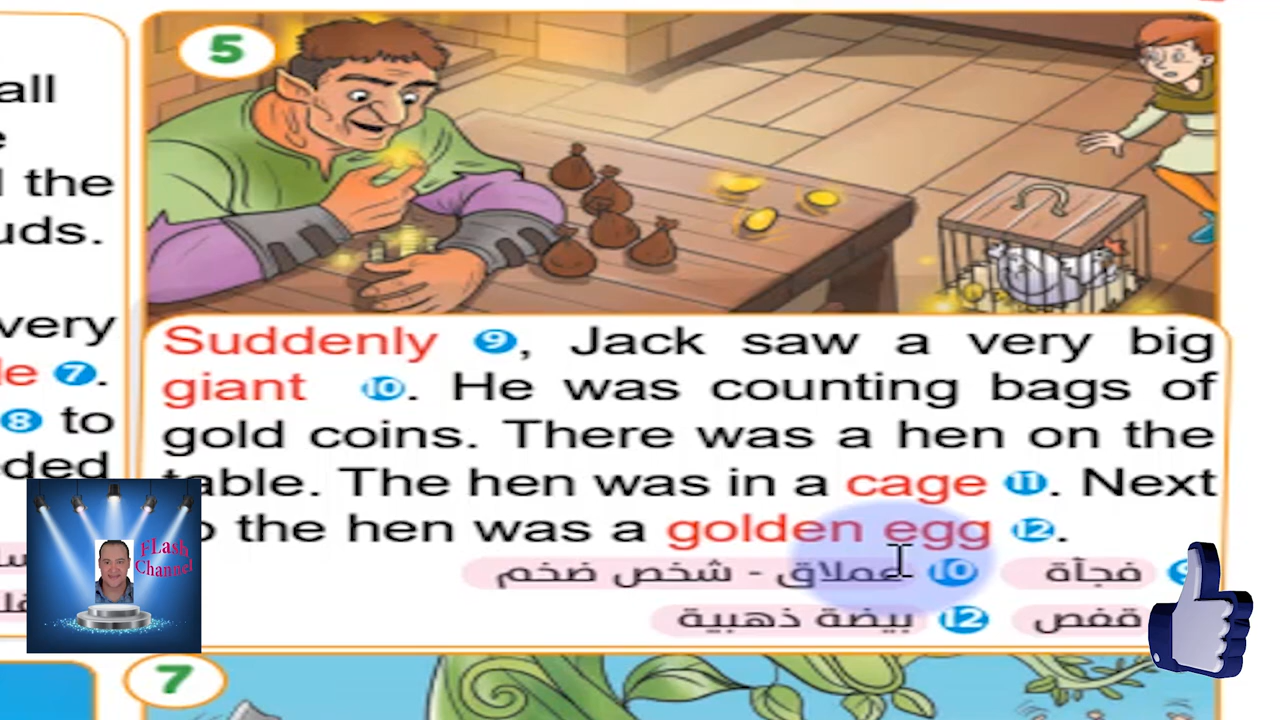 5
all
the
uds.
very
7.
8 to
ded
Suddenly 9, Jack saw a very big
giant 10. He was counting bags of
gold coins. There was a hen on the
table. The hen was in a cage 11. Next
to the hen was a golden egg 12.
9 فجأة 10 عملاق - شخص ضخم
قفص 12 بيضة ذهبية
FLash
Channel
7